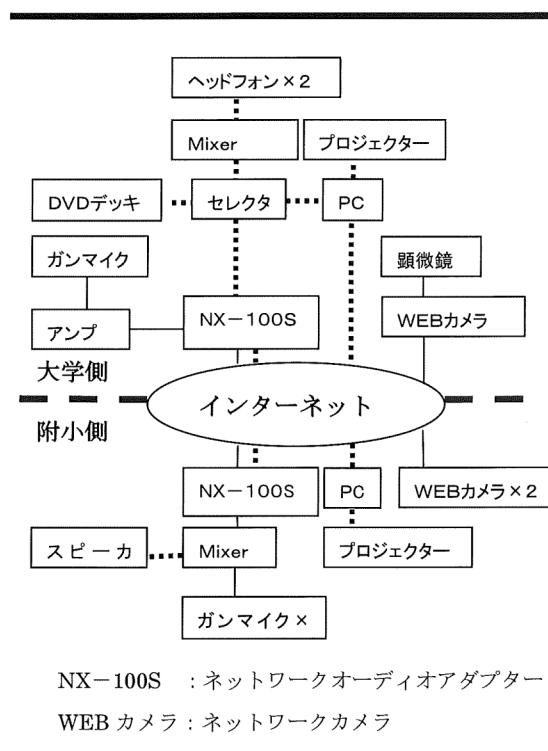 ヘッドフォン×2
Mixer
プロジェクター
DVDデッキ
セレクタ
PC
ガンマイク
顕微鏡
アンプ
NX－100S
WEBカメラ
大学側
インターネット
附小側
NX－100S
PC
WEBカメラ×2
スピーカ
Mixer
プロジェクター
ガンマイク×
NX－100S ：ネットワークオーディオアダプター
WEB カメラ：ネットワークカメラ